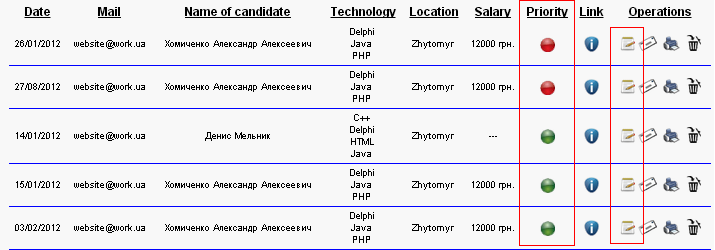 Date Mail Name of candidate Technology Location Salary Priority Link Operations
Delphi
26/01/2012 website@work.ua Хомиченко Александр Алексеевич Java Zhytomyr 12000 грн.
PHP
Delphi
27/08/2012 website@work.ua Хомиченко Александр Алексеевич Java Zhytomyr 12000 грн.
PHP
C++
Delphi
14/01/2012 website@work.ua Денис Мельник Zhytomyr ---
HTML
Java
Delphi
15/01/2012 website@work.ua Хомиченко Александр Алексеевич Java Zhytomyr 12000 грн.
PHP
Delphi
03/02/2012 website@work.ua Хомиченко Александр Алексеевич Java Zhytomyr 12000 грн.
PHP